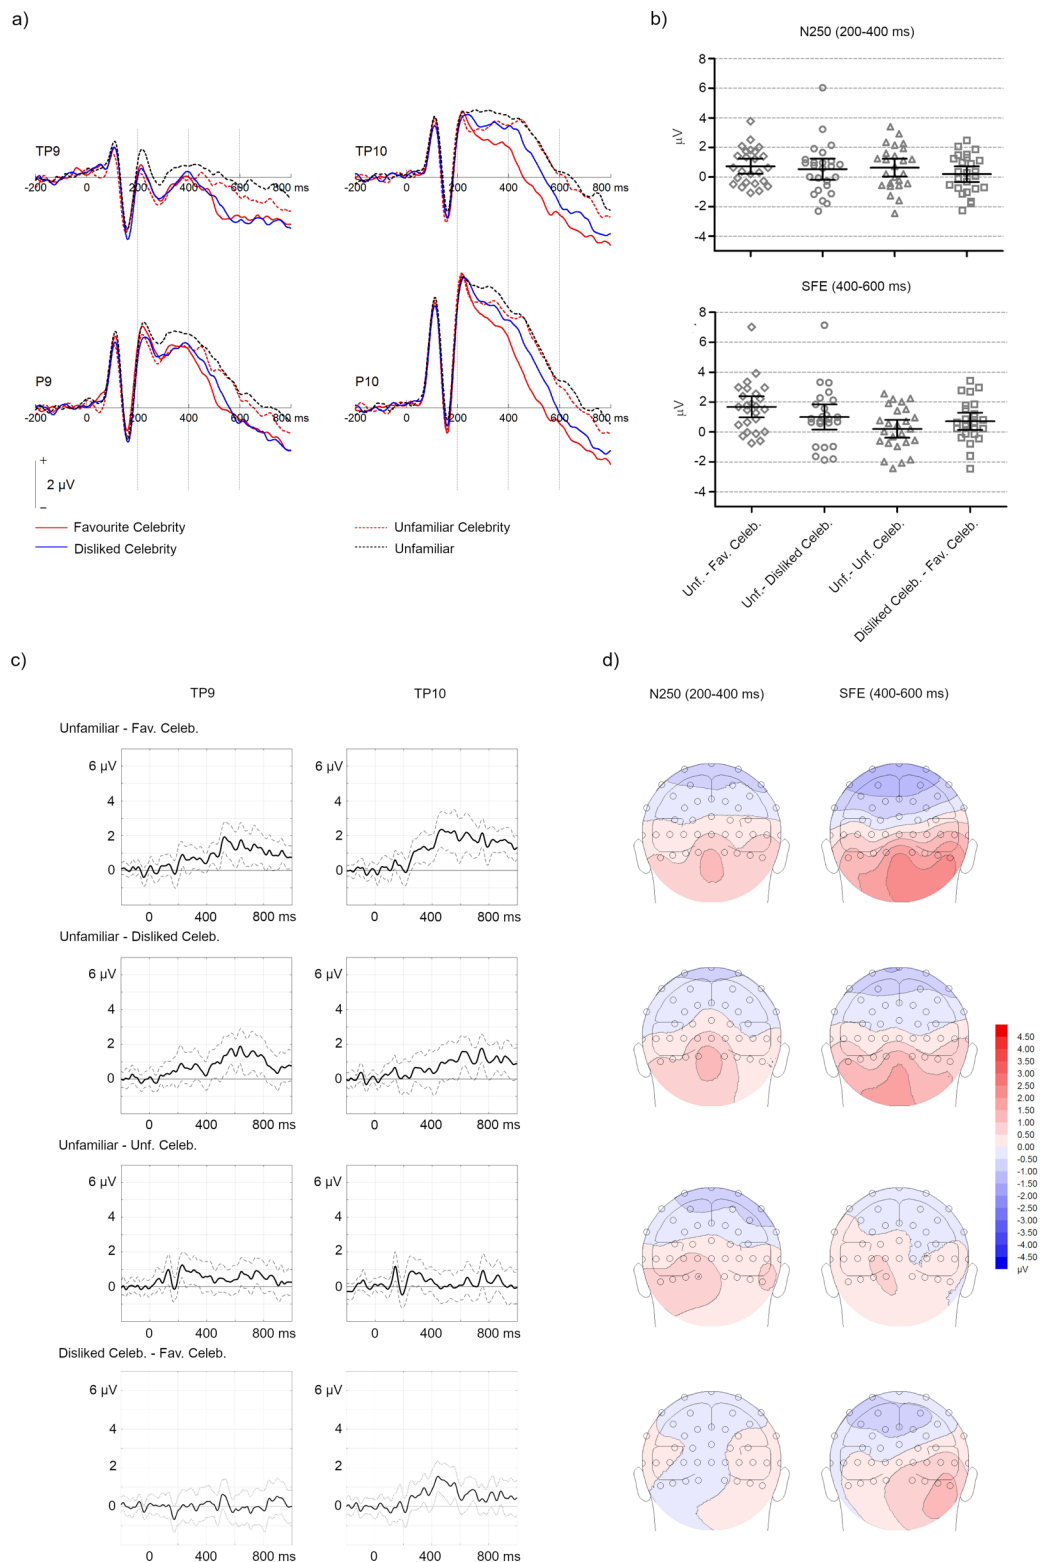 a)
TP9
-200 0 200 400 600 800 ms
TP10
-200 0 200 400 600 800 ms
P9
-200 0 200 400 600 800 ms
P10
-200 0 200 400 600 800 ms
+
2 µV
−
Favourite Celebrity
Disliked Celebrity
Unfamiliar Celebrity
Unfamiliar
b)
N250 (200-400 ms)
µV
8
6
4
2
0
-2
-4
SFE (400-600 ms)
µV
8
6
4
2
0
-2
-4
Unf. - Fav. Celeb.
Unf.- Disliked Celeb.
Unf.- Unf. Celeb.
Disliked Celeb. - Fav. Celeb.
c)
TP9 TP10
Unfamiliar - Fav. Celeb.
6 µV
4
2
0
0 400 800 ms
6 µV
4
2
0
0 400 800 ms
Unfamiliar - Disliked Celeb.
6 µV
4
2
0
0 400 800 ms
6 µV
4
2
0
0 400 800 ms
Unfamiliar - Unf. Celeb.
6 µV
4
2
0
0 400 800 ms
6 µV
4
2
0
0 400 800 ms
Disliked Celeb. - Fav. Celeb.
6 µV
4
2
0
0 400 800 ms
6 µV
4
2
0
0 400 800 ms
d)
N250 (200-400 ms) SFE (400-600 ms)
4.50
4.00
3.50
3.00
2.50
2.00
1.50
1.00
0.50
0.00
-0.50
-1.00
-1.50
-2.00
-2.50
-3.00
-3.50
-4.00
-4.50
µV